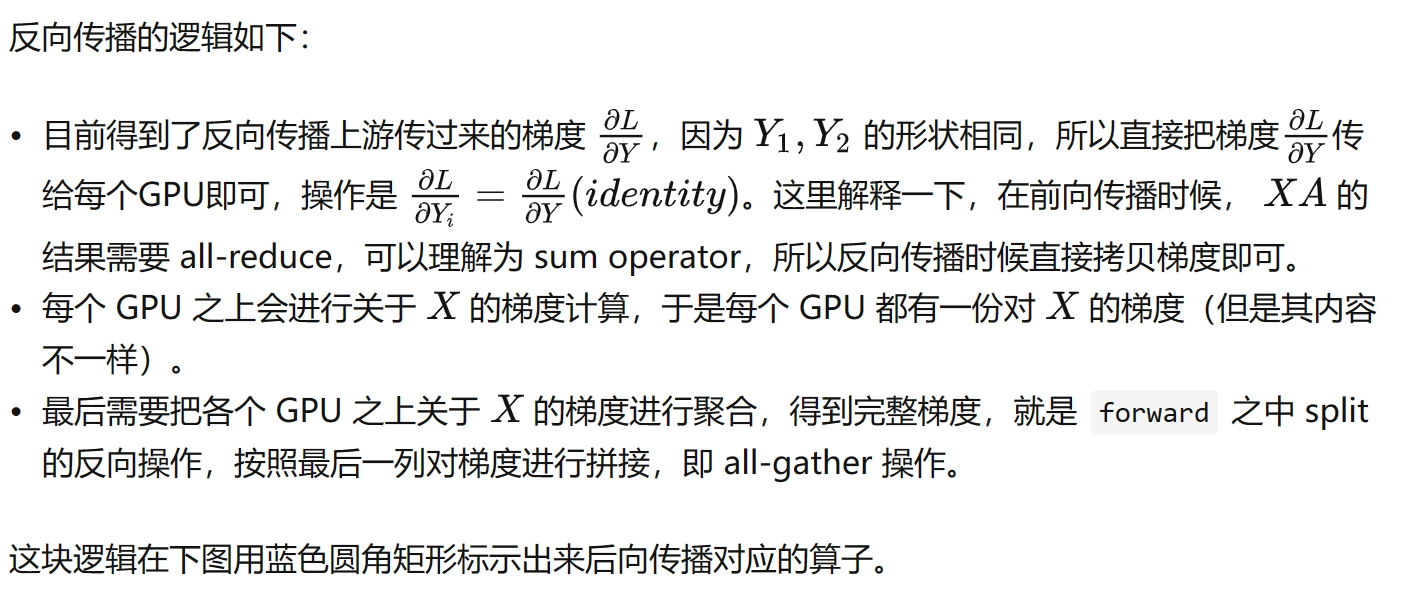 反向传播的逻辑如下：
• 目前得到了反向传播上游传过来的梯度 $\frac{\partial L}{\partial Y}$，因为 $Y_1, Y_2$ 的形状相同，所以直接把梯度$\frac{\partial L}{\partial Y}$传
给每个GPU即可，操作是 $\frac{\partial L}{\partial Y_i} = \frac{\partial L}{\partial Y}(identity)$。这里解释一下，在前向传播时候， $XA$ 的
结果需要 all-reduce，可以理解为 sum operator，所以反向传播时候直接拷贝梯度即可。
• 每个 GPU 之上会进行关于 $X$ 的梯度计算，于是每个 GPU 都有一份对 $X$ 的梯度（但是其内容
不一样）。
• 最后需要把各个 GPU 之上关于 $X$ 的梯度进行聚合，得到完整梯度，就是 forward 之中 split
的反向操作，按照最后一列对梯度进行拼接，即 all-gather 操作。
这块逻辑在下图用蓝色圆角矩形标示出来后向传播对应的算子。